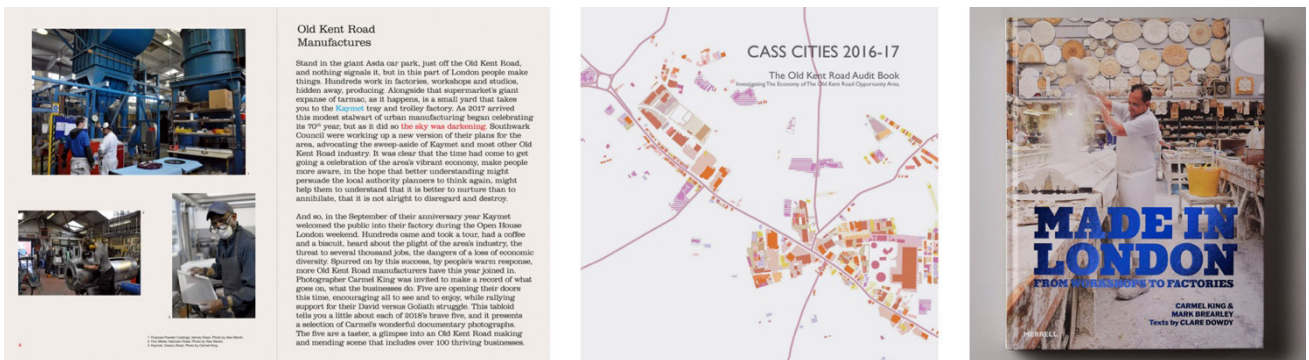 Old Kent Road
Manufactures
Stand in the giant Asda car park, just off the Old Kent Road,
and nothing signals it, but in this part of London people make
things. Hundreds work in factories, workshops and studios,
hidden away, producing. Alongside that supermarket's giant
expanse of tarmac, as it happens, is a small yard that takes
you to the Kaymet tray and trolley factory. As 2017 arrived
this modest stalwart of urban manufacturing began celebrating
its 70th year, but as it did so the sky was darkening. Southwark
Council were working up a new version of their plans for the
area, advocating the sweep-aside of Kaymet and most other Old
Kent Road industry. It was clear that the time had come to get
going a celebration of the area's vibrant economy, make people
more aware, in the hope that better understanding might
persuade the local authority planners to think again, might
help them to understand that it is better to nurture than to
annihilate, that it is not alright to disregard and destroy.
And so, in the September of their anniversary year Kaymet
welcomed the public into their factory during the Open House
London weekend. Hundreds came and took a tour, had a coffee
and a biscuit, heard about the plight of the area's industry, the
threat to several thousand jobs, the dangers of a loss of economic
diversity. Spurred on by this success, by people's warm response,
more Old Kent Road manufacturers have this year joined in.
Photographer Carmel King was invited to make a record of what
goes on, what the businesses do. Five are opening their doors
this time, encouraging all to see and to enjoy, while rallying
support for their David versus Goliath struggle. This tabloid
tells you a little about each of 2018's brave five, and it presents
a selection of Carmel's wonderful documentary photographs.
The five are a taster, a glimpse into an Old Kent Road making
and mending scene that includes over 100 thriving businesses.
CASS CITIES 2016-17
The Old Kent Road Audit Book
Investigating The Economy of The Old Kent Road Opportunity Area.
MADE IN
LONDON
FROM WORKSHOPS TO FACTORIES
CARMEL KING &
MARK BREARLEY
Texts by CLARE DOWDY
MERRELL